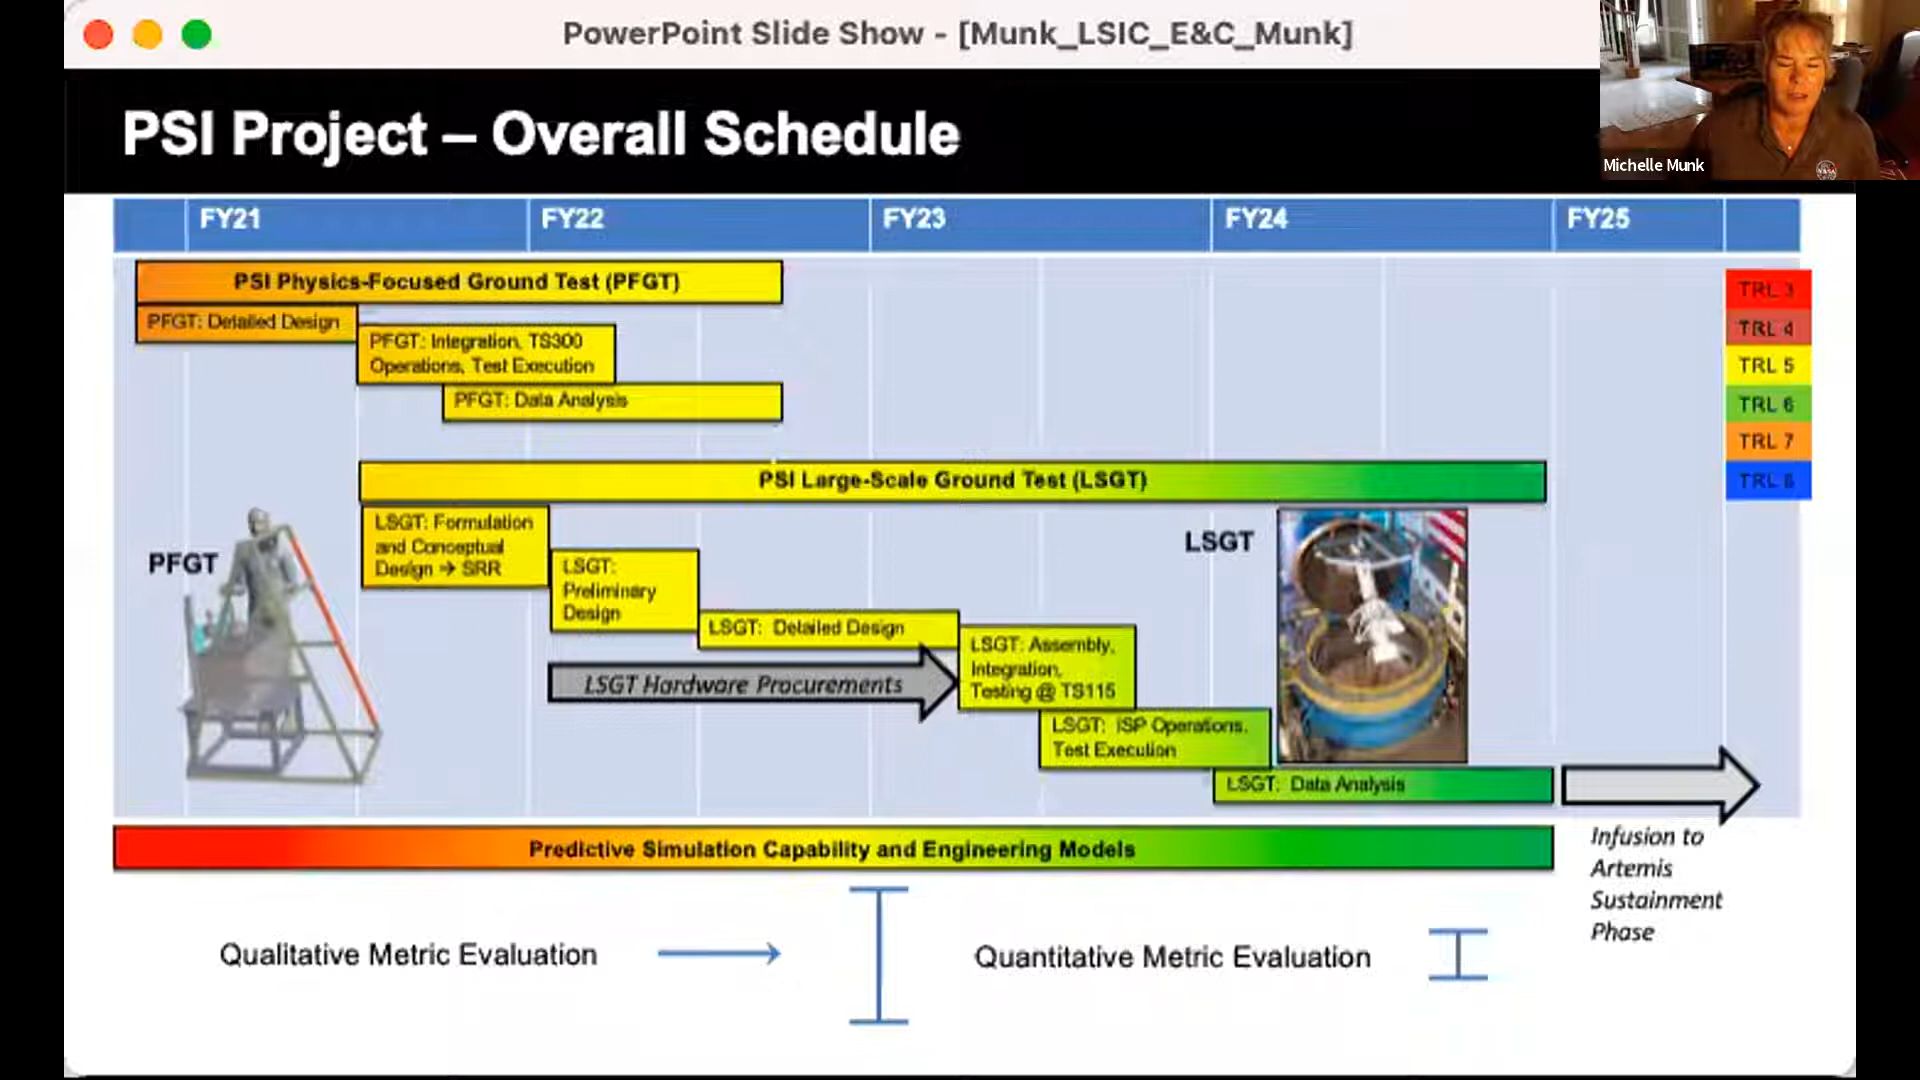 PowerPoint Slide Show - [Munk_LSIC_E&C_Munk]
Michelle Munk
PSI Project – Overall Schedule
FY21
FY22
FY23
FY24
FY25
PSI Physics-Focused Ground Test (PFGT)
PFGT: Detailed Design
PFGT: Integration, TS300
Operations, Test Execution
PFGT: Data Analysis
TRL 3
TRL 4
TRL 5
TRL 6
TRL 7
TRL 8
PSI Large-Scale Ground Test (LSGT)
LSGT: Formulation
and Conceptual
Design → SRR
LSGT:
Preliminary
Design
LSGT: Detailed Design
LSGT: Assembly,
Integration,
Testing @ TS115
LSGT: ISP Operations,
Test Execution
LSGT: Data Analysis
LSGT Hardware Procurements
PFGT
LSGT
Predictive Simulation Capability and Engineering Models
Infusion to
Artemis
Sustainment
Phase
Qualitative Metric Evaluation
Quantitative Metric Evaluation